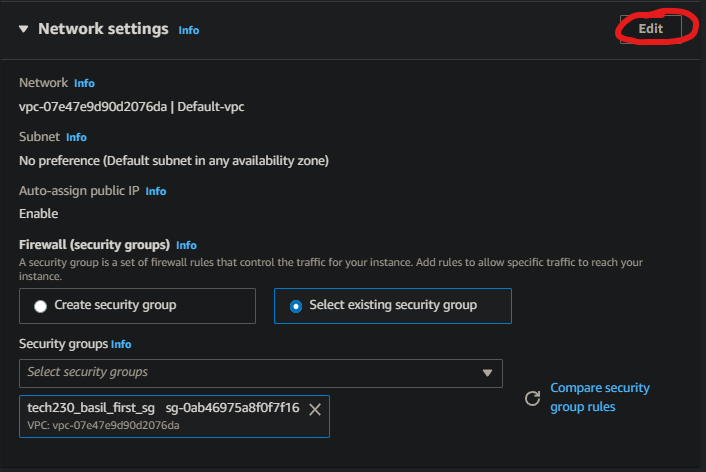 Network settings Info
Edit
Network Info
vpc-07e47e9d90d2076da | Default-vpc
Subnet Info
No preference (Default subnet in any availability zone)
Auto-assign public IP Info
Enable
Firewall (security groups) Info
A security group is a set of firewall rules that control the traffic for your instance. Add rules to allow specific traffic to reach your
instance.
Create security group
Select existing security group
Security groups Info
Select security groups
tech230_basil_first_sg sg-0ab46975a8f0f7f16
VPC: vpc-07e47e9d90d2076da
Compare security
group rules